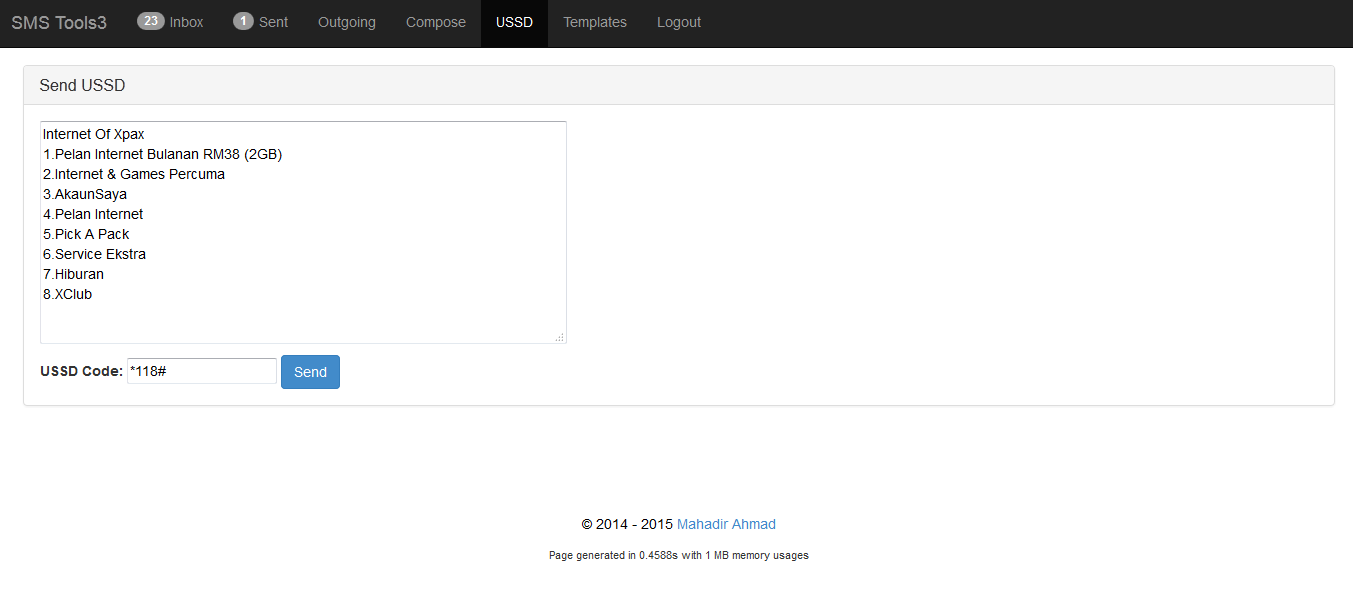 SMS Tools3 23 Inbox 1 Sent Outgoing Compose USSD Templates Logout
Send USSD
Internet Of Xpax
1.Pelan Internet Bulanan RM38 (2GB)
2.Internet & Games Percuma
3.AkaunSaya
4.Pelan Internet
5.Pick A Pack
6.Service Ekstra
7.Hiburan
8.XClub
USSD Code: *118# Send
© 2014 - 2015 Mahadir Ahmad
Page generated in 0.4588s with 1 MB memory usages